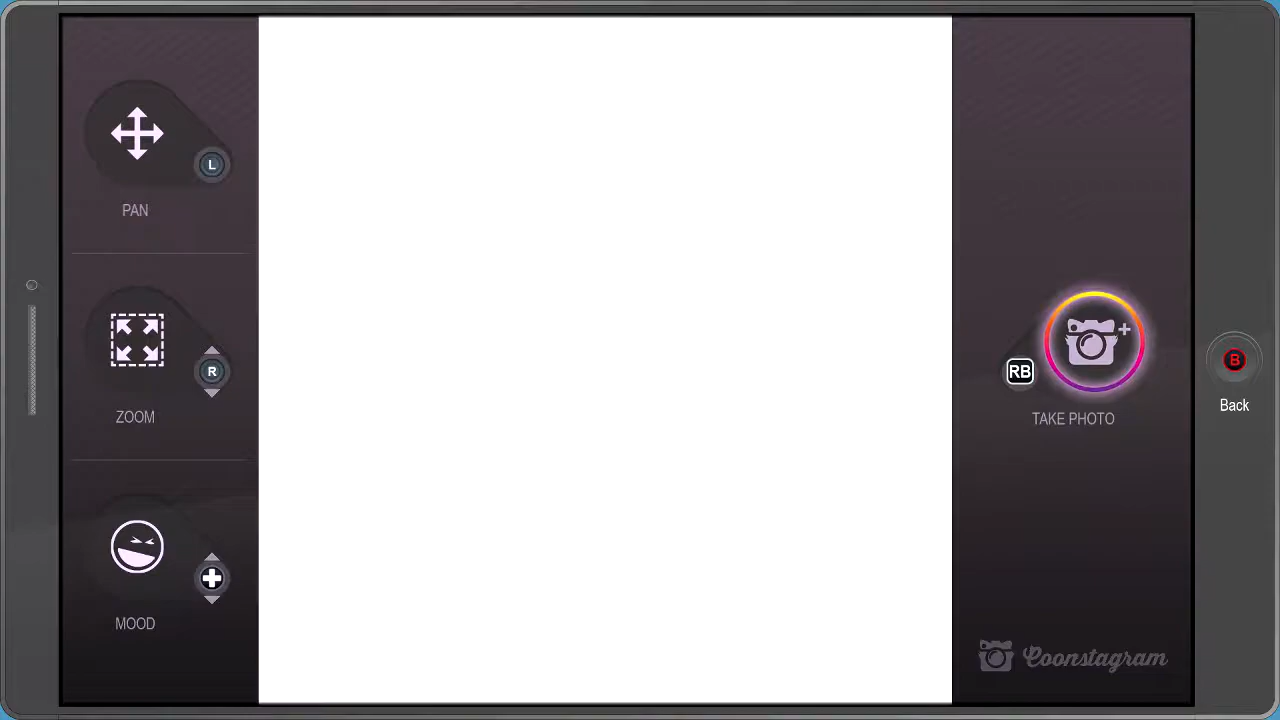 PAN
L
ZOOM
R
MOOD
RB
TAKE PHOTO
Coonstagram
B
Back